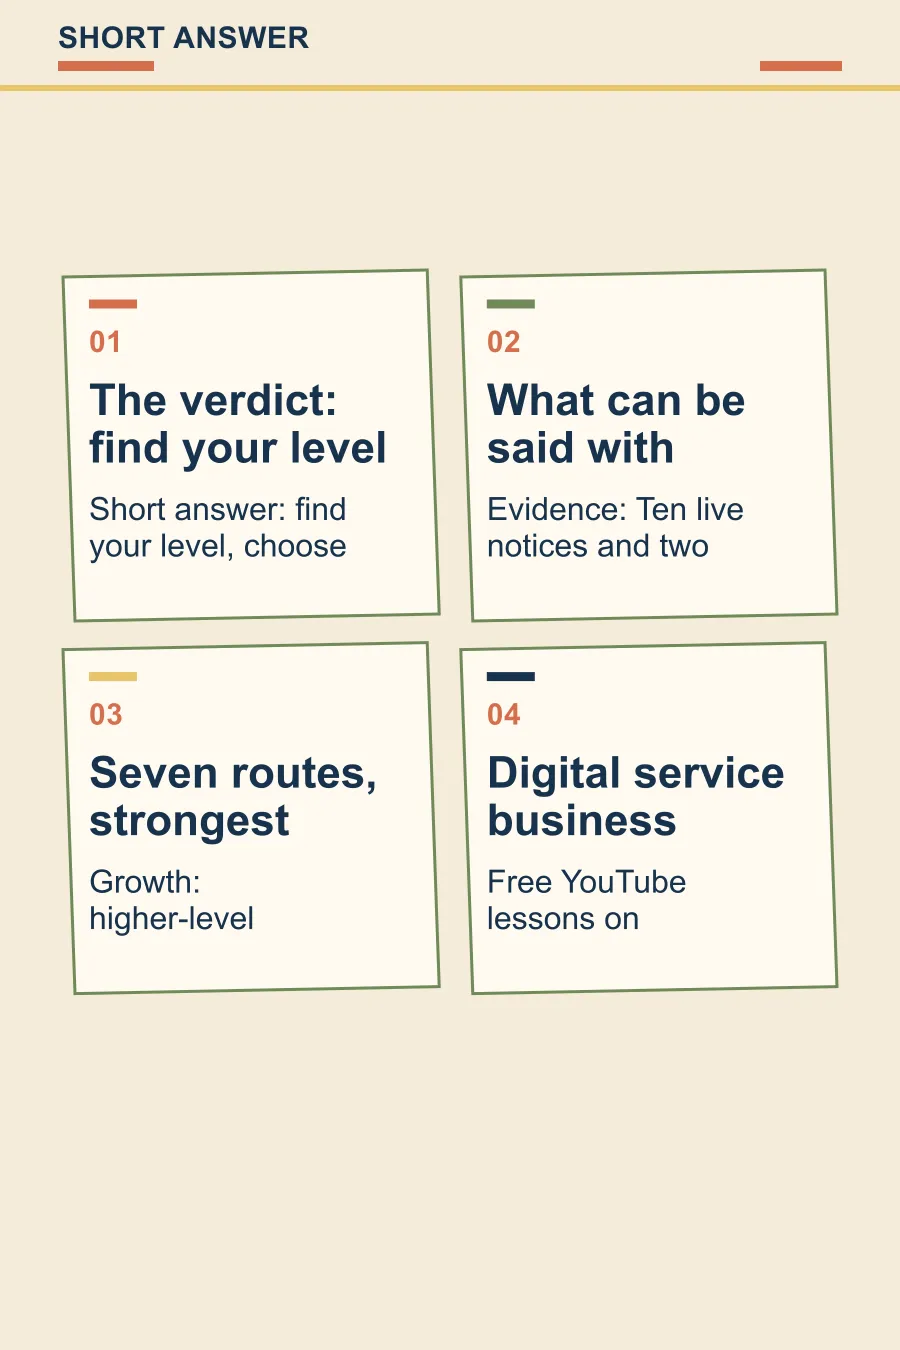 SHORT ANSWER
01
The verdict:
find your level
Short answer: find
your level, choose
02
What can be
said with
Evidence: Ten live
notices and two
03
Seven routes,
strongest
Growth:
higher-level
04
Digital service
business
Free YouTube
lessons on